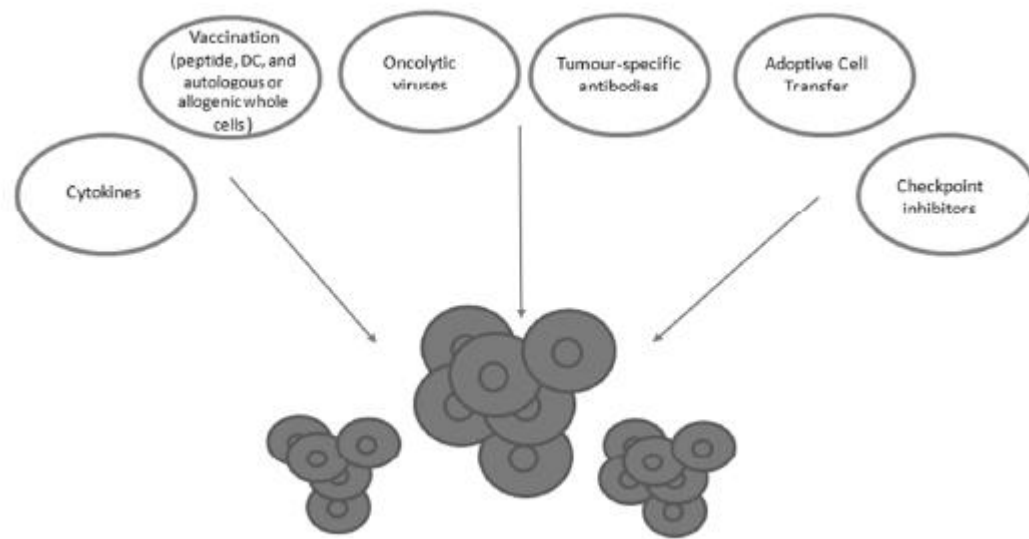 Vaccination
(peptide, DC, and
autologous or
allogenic whole
cells)
Oncolytic
viruses
Tumour-specific
antibodies
Adoptive Cell
Transfer
Cytokines
Checkpoint
inhibitors